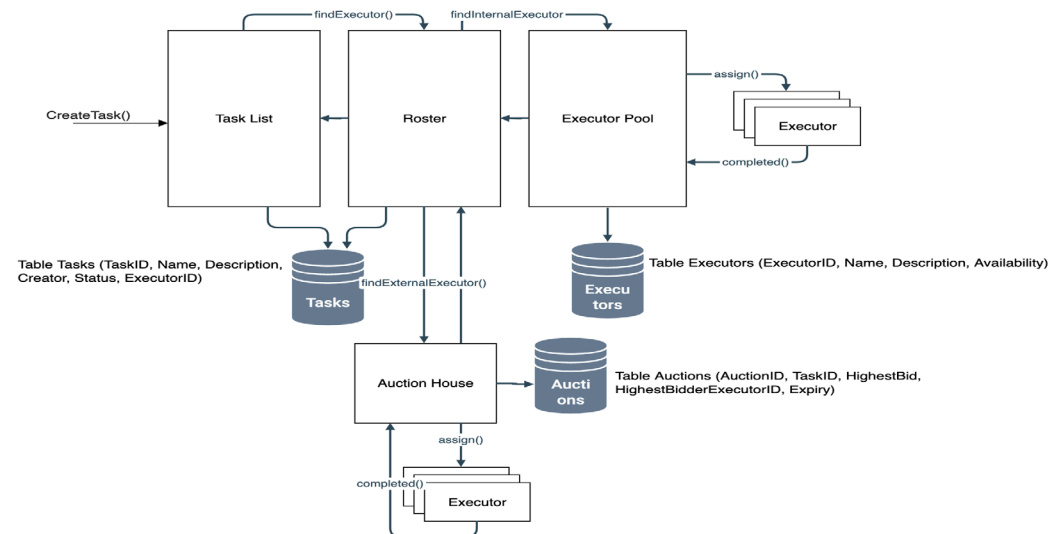 findExecutor()
findInternalExecutor
Task List
Roster
Executor Pool
CreateTask()
assign()
Executor
completed()
Table Tasks (TaskID, Name, Description,
Creator, Status, ExecutorID)
Tasks
findExternalExecutor()
Execu
tors
Table Executors (ExecutorID, Name, Description, Availability)
Auction House
Aucti
ons
Table Auctions (AuctionID, TaskID, HighestBid,
HighestBidderExecutorID, Expiry)
assign()
completed()
Executor